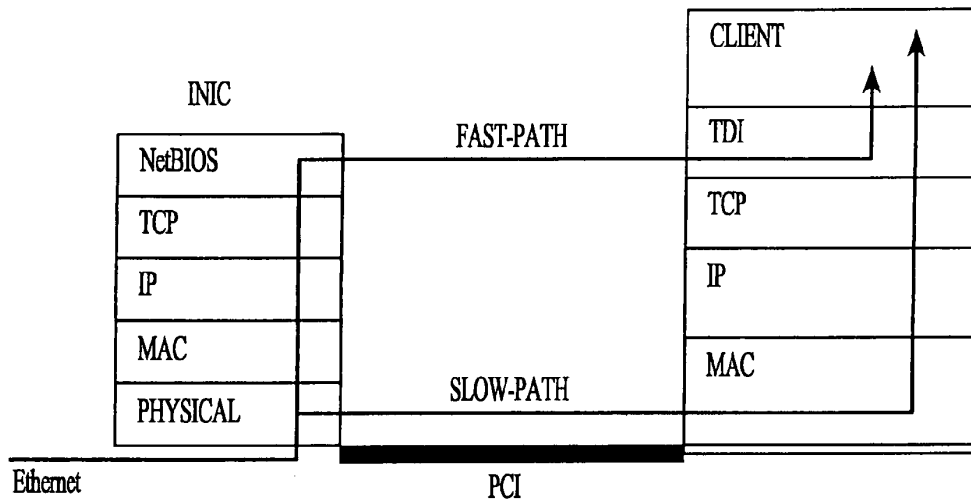 INIC
NetBIOS
TCP
IP
MAC
PHYSICAL
Ethernet
FAST-PATH
SLOW-PATH
PCI
CLIENT
TDI
TCP
IP
MAC